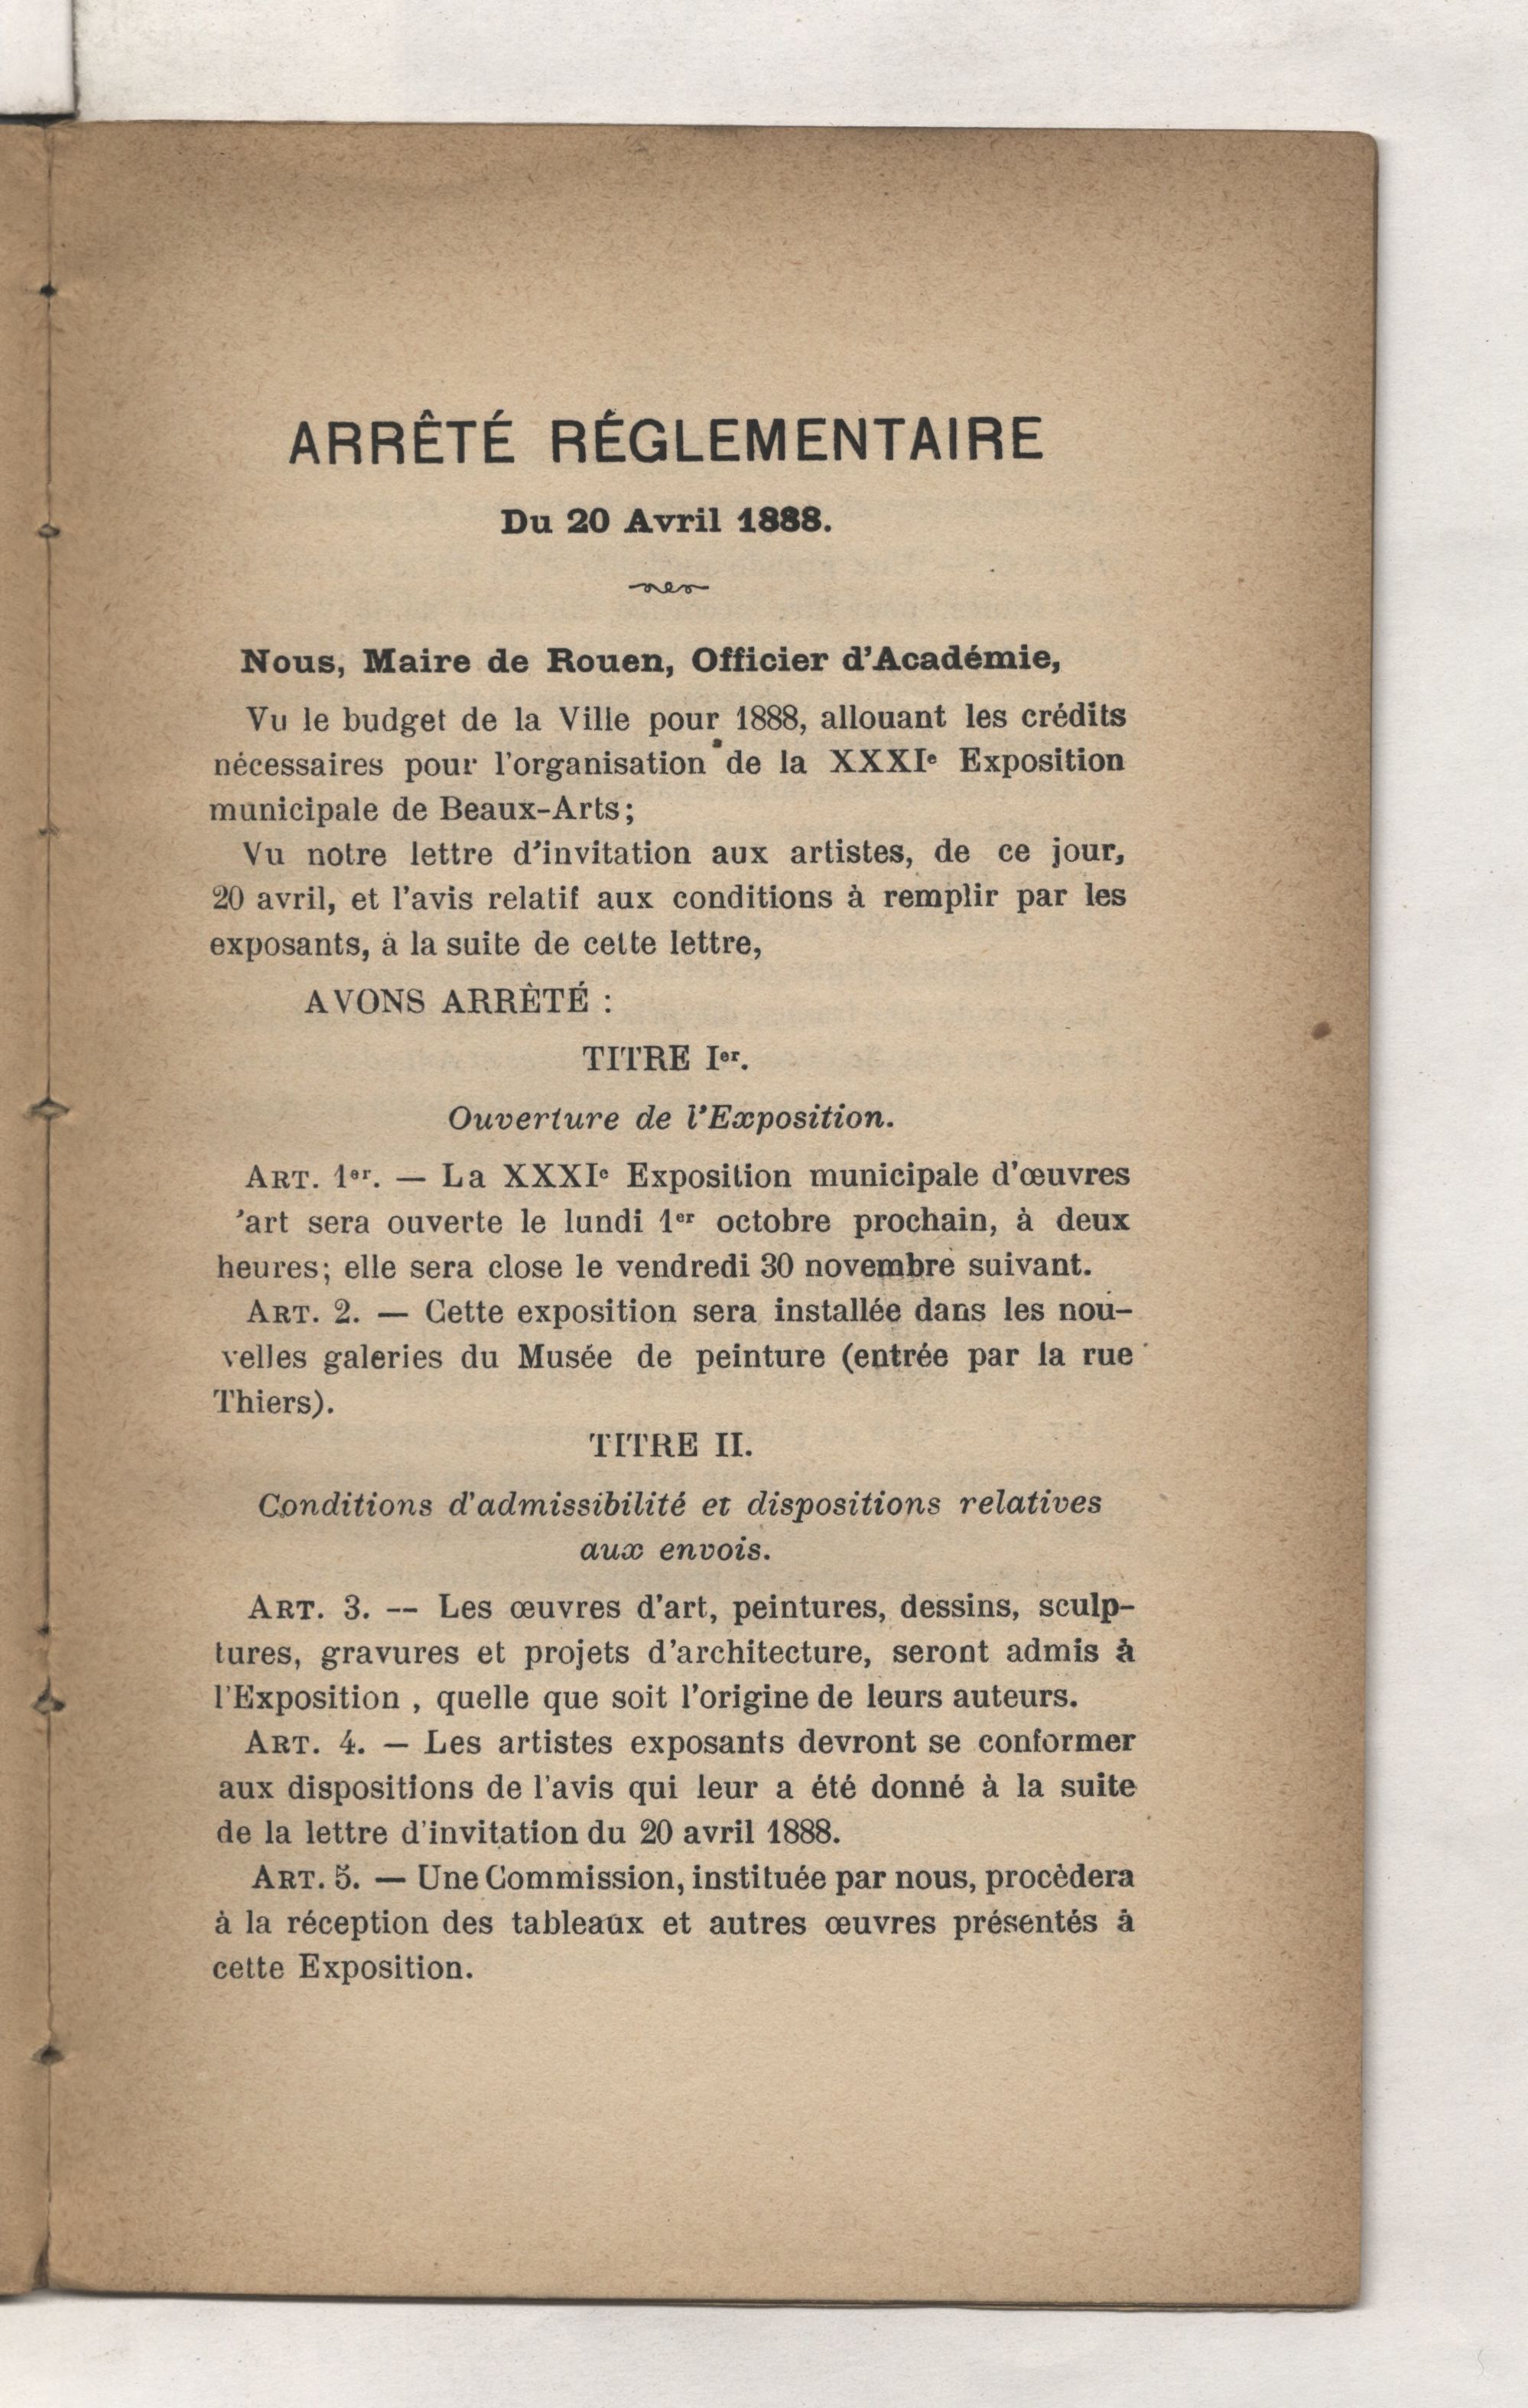 ARRÊTÉ RÉGLEMENTAIRE
Du 20 Avril 1888.
Nous, Maire de Rouen, Officier d'Académie,
Vu le budget de la Ville pour 1888, allouant les crédits
nécessaires pour l'organisation de la XXXIe Exposition
municipale de Beaux-Arts;
Vu notre lettre d'invitation aux artistes, de ce jour,
20 avril, et l'avis relatif aux conditions à remplir par les
exposants, à la suite de cette lettre,
AVONS ARRÊTÉ :
TITRE Ier.
Ouverture de l'Exposition.
ART. 1er. — La XXXIe Exposition municipale d'œuvres
'art sera ouverte le lundi 1er octobre prochain, à deux
heures; elle sera close le vendredi 30 novembre suivant.
ART. 2. — Cette exposition sera installée dans les nou-
velles galeries du Musée de peinture (entrée par la rue
Thiers).
TITRE II.
Conditions d'admissibilité et dispositions relatives
aux envois.
ART. 3. -- Les œuvres d'art, peintures, dessins, sculp-
tures, gravures et projets d'architecture, seront admis à
l'Exposition , quelle que soit l'origine de leurs auteurs.
ART. 4. — Les artistes exposants devront se conformer
aux dispositions de l'avis qui leur a été donné à la suite
de la lettre d'invitation du 20 avril 1888.
ART. 5. — Une Commission, instituée par nous, procèdera
à la réception des tableaux et autres œuvres présentés à
cette Exposition.